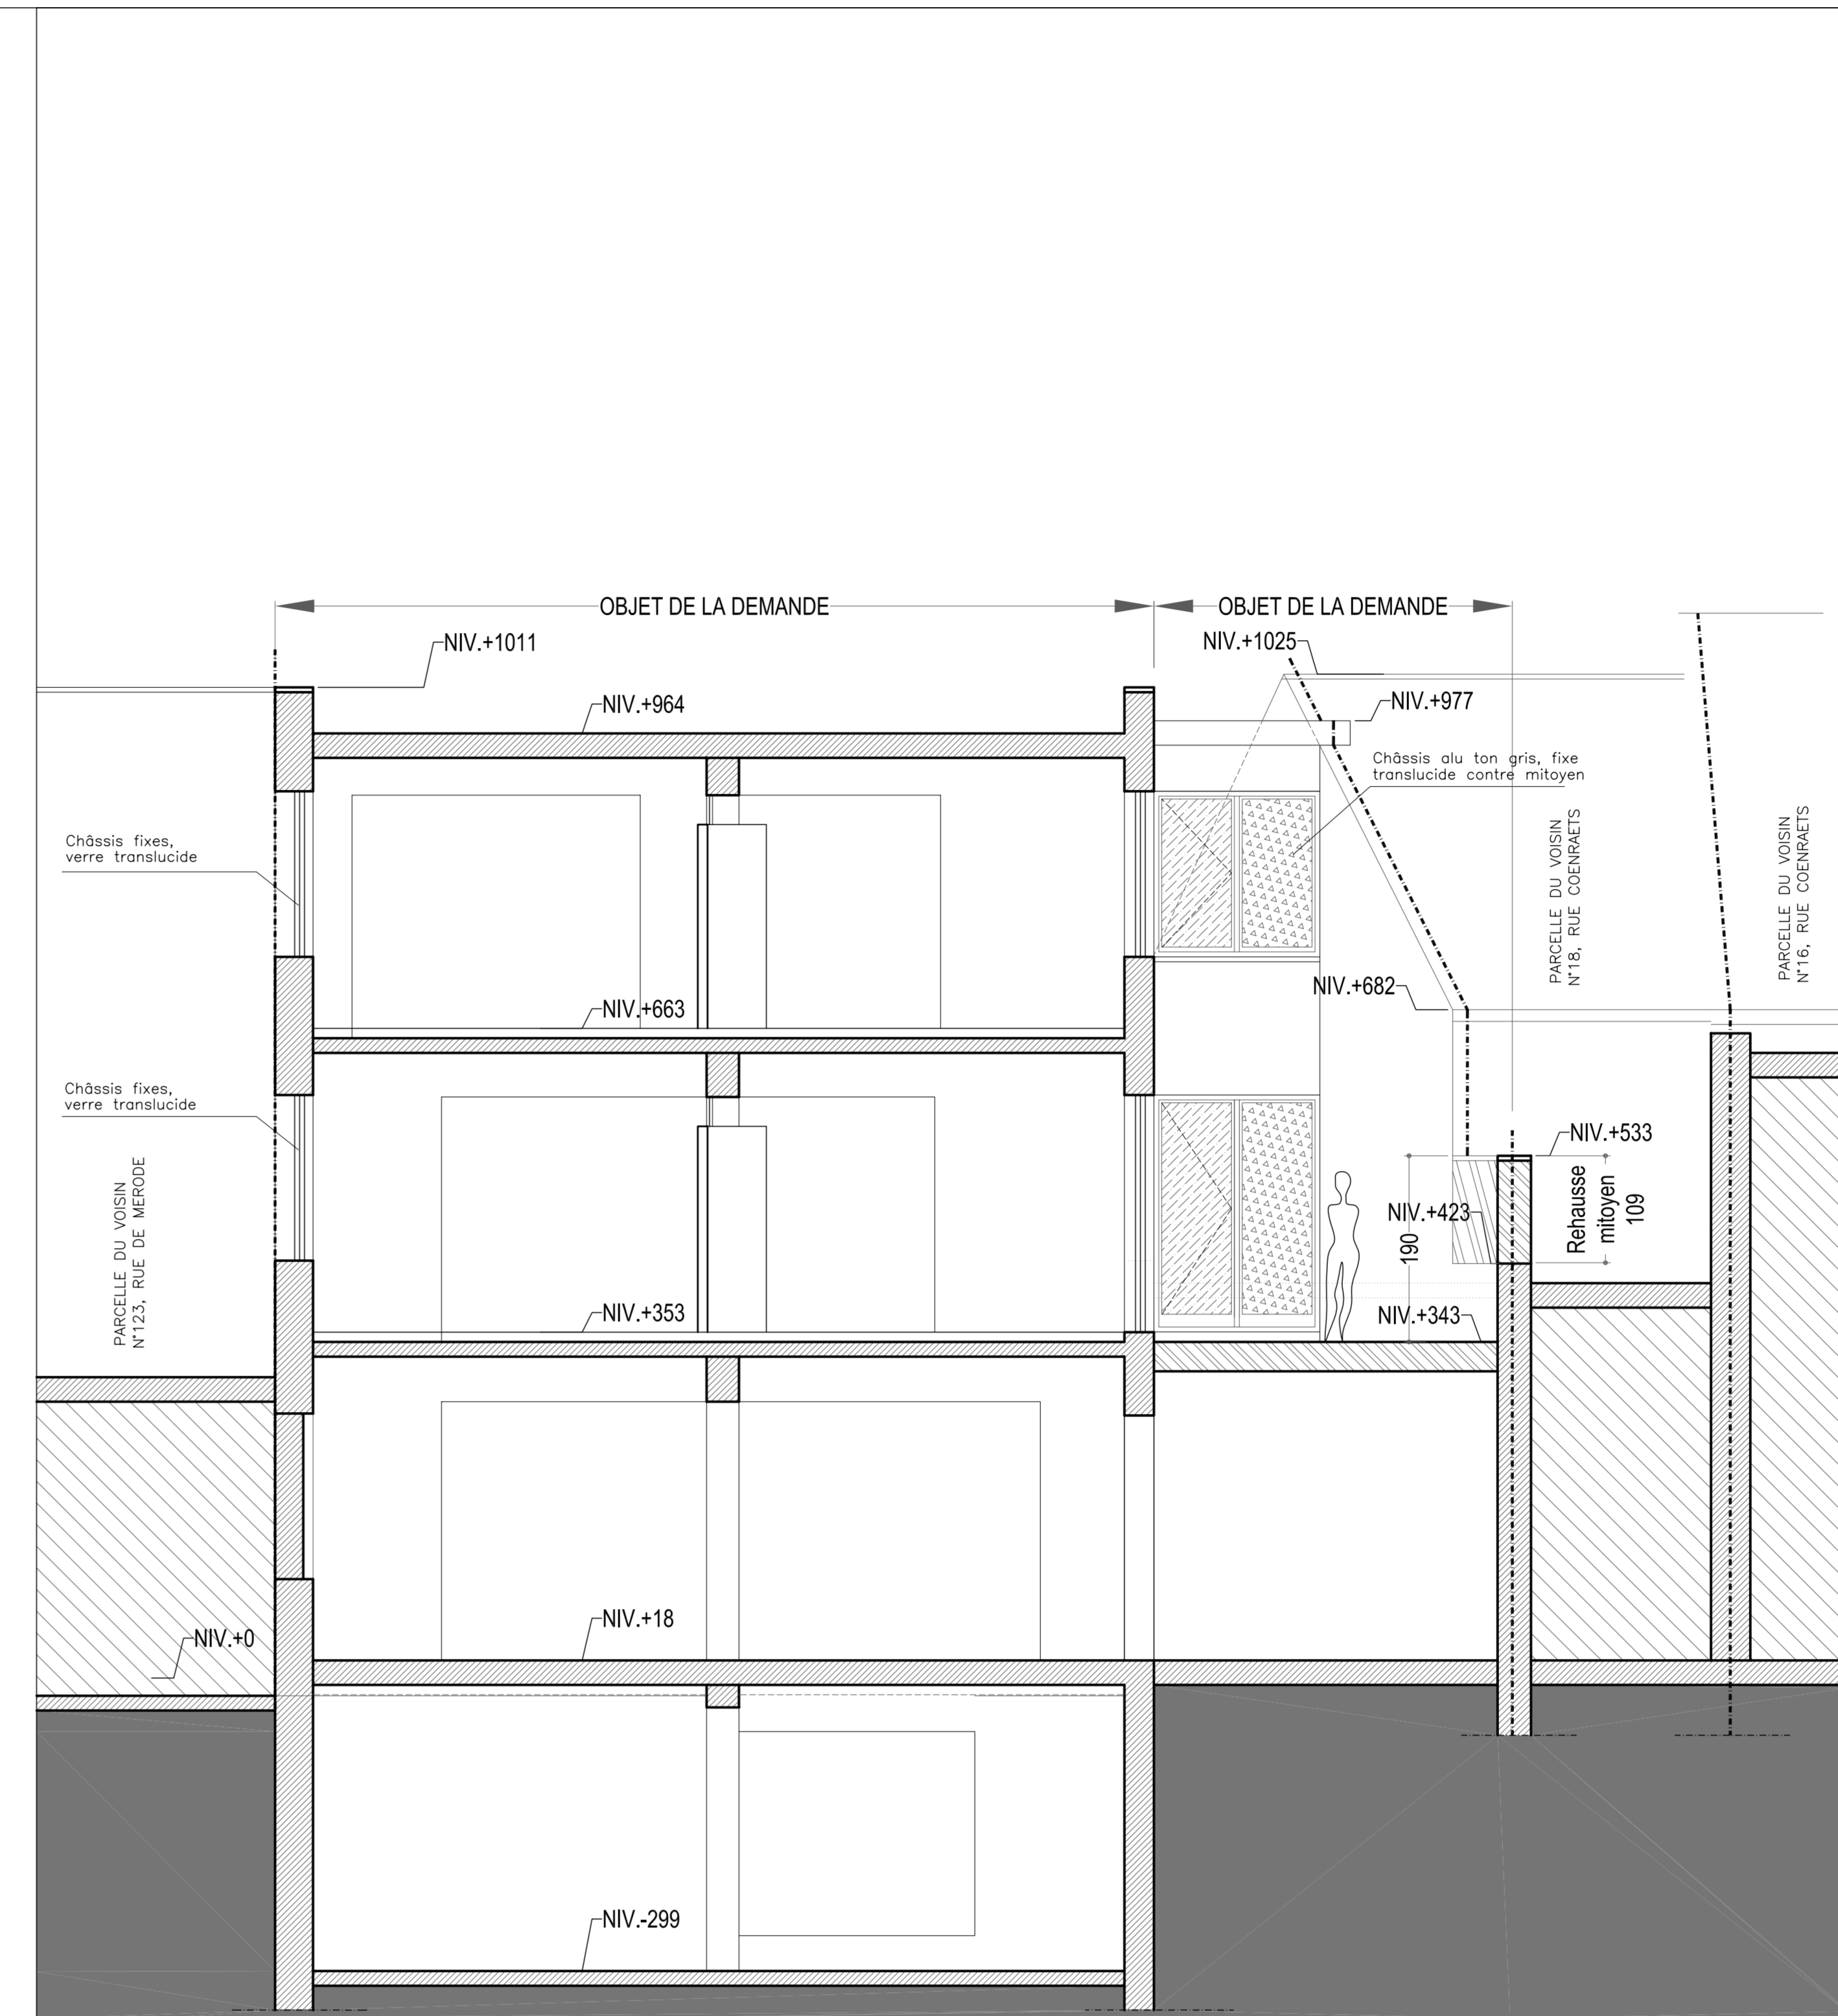 OBJET DE LA DEMANDE
OBJET DE LA DEMANDE
NIV.+1011
NIV.+1025
NIV.+964
NIV.+977
Châssis alu ton gris, fixe
translucide contre mitoyen
Châssis fixes,
verre translucide
PARCELLE DU VOISIN
N°18, RUE COENRAETS
PARCELLE DU VOISIN
N°16, RUE COENRAETS
NIV.+682
NIV.+663
Châssis fixes,
verre translucide
NIV.+533
PARCELLE DU VOISIN
N°123, RUE DE MERODE
NIV.+423
190
Rehausse
mitoyen
109
NIV.+353
NIV.+343
NIV.+18
NIV.+0
NIV.-299